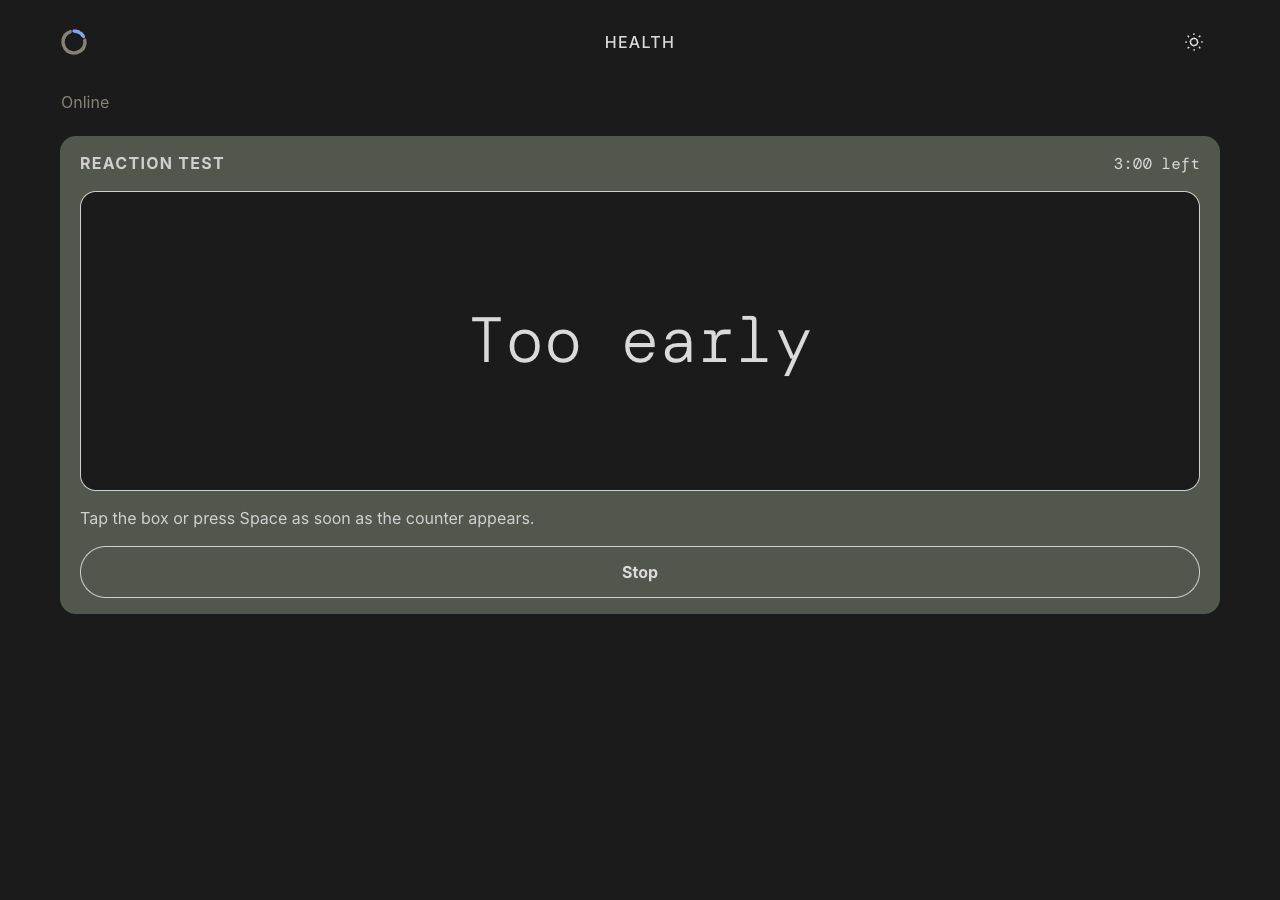 HEALTH
Online
REACTION TEST
3:00 left
Too early
Tap the box or press Space as soon as the counter appears.
Stop